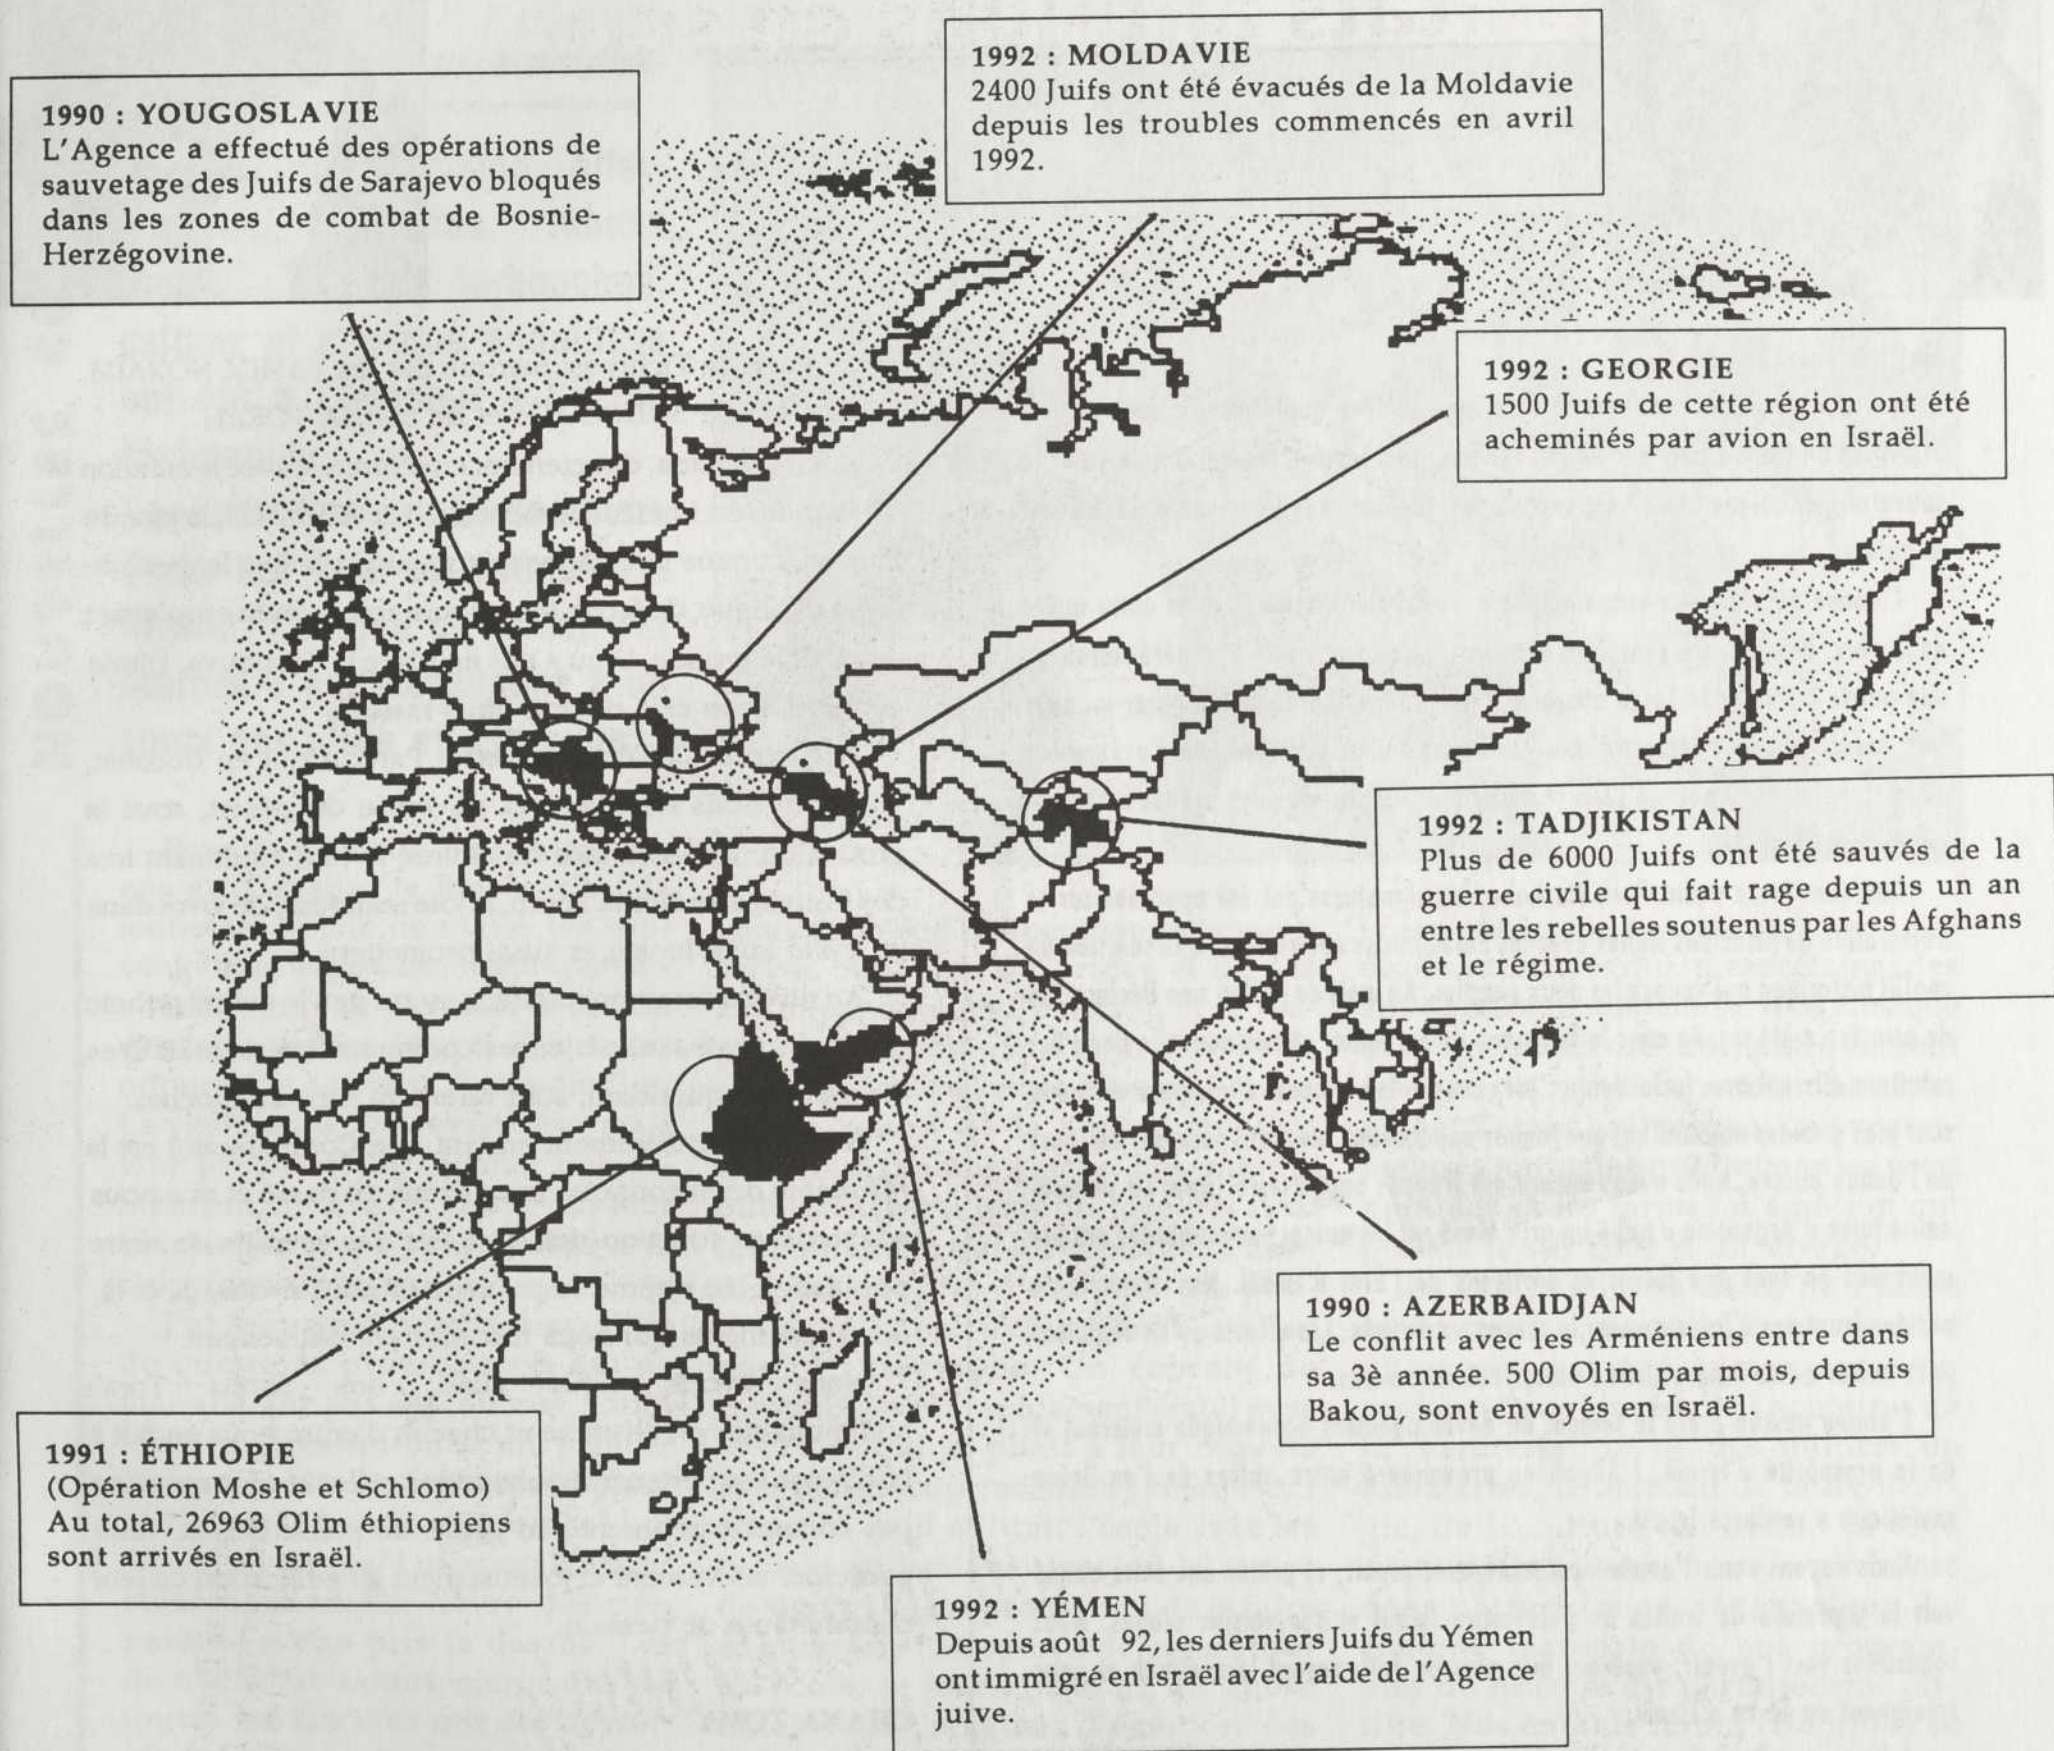 1990 : YOUGOSLAVIE
L'Agence a effectué des opérations de
sauvetage des Juifs de Sarajevo bloqués
dans les zones de combat de Bosnie-
Herzégovine.
1992 : MOLDAVIE
2400 Juifs ont été évacués de la Moldavie
depuis les troubles commencés en avril
1992.
1992 : GEORGIE
1500 Juifs de cette région ont été
acheminés par avion en Israël.
1992 : TADJIKISTAN
Plus de 6000 Juifs ont été sauvés de la
guerre civile qui fait rage depuis un an
entre les rebelles soutenus par les Afghans
et le régime.
1990 : AZERBAIDJAN
Le conflit avec les Arméniens entre dans
sa 3è année. 500 Olim par mois, depuis
Bakou, sont envoyés en Israël.
1991 : ÉTHIOPIE
(Opération Moshe et Schlomo)
Au total, 26963 Olim éthiopiens
sont arrivés en Israël.
1992 : YÉMEN
Depuis août 92, les derniers Juifs du Yémen
ont immigré en Israël avec l'aide de l'Agence
juive.